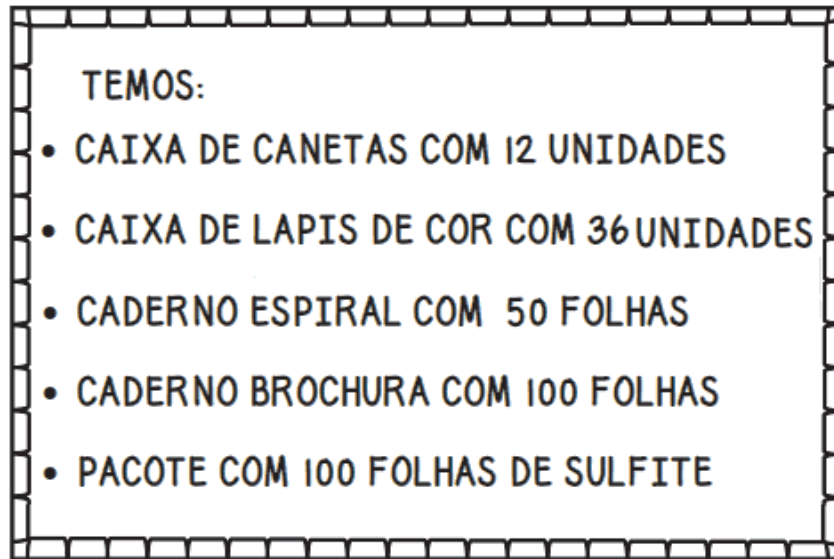 TEMOS:
• CAIXA DE CANETAS COM 12 UNIDADES
• CAIXA DE LAPIS DE COR COM 36 UNIDADES
• CADERNO ESPIRAL COM 50 FOLHAS
• CADERNO BROCHURA COM 100 FOLHAS
• PACOTE COM 100 FOLHAS DE SULFITE